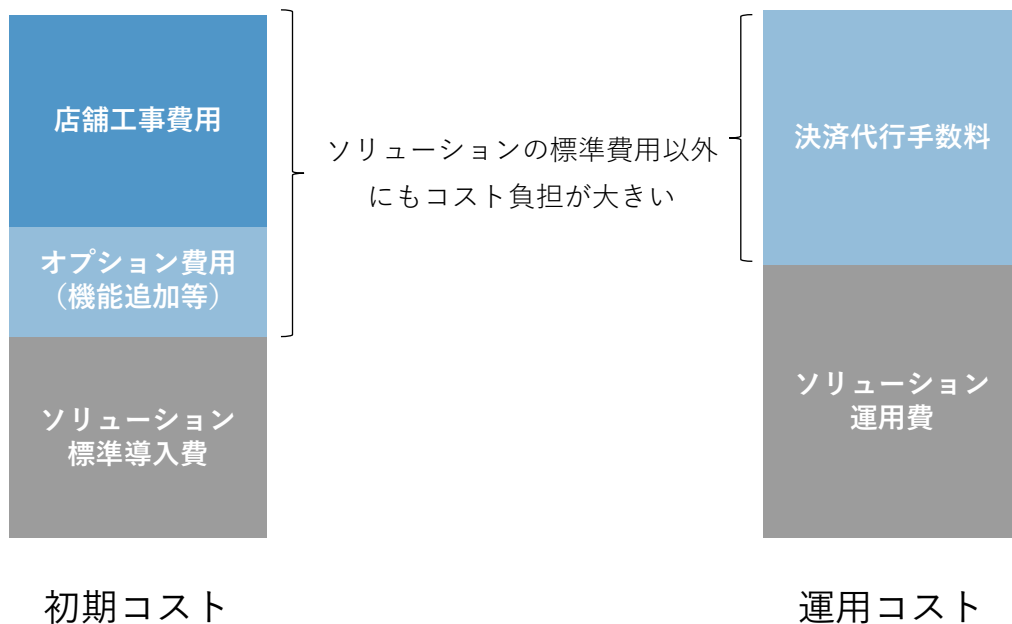 店舗工事費用
オプション費用
（機能追加等）
ソリューション
標準導入費
初期コスト
ソリューションの標準費用以外
にもコスト負担が大きい
決済代行手数料
ソリューション
運用費
運用コスト